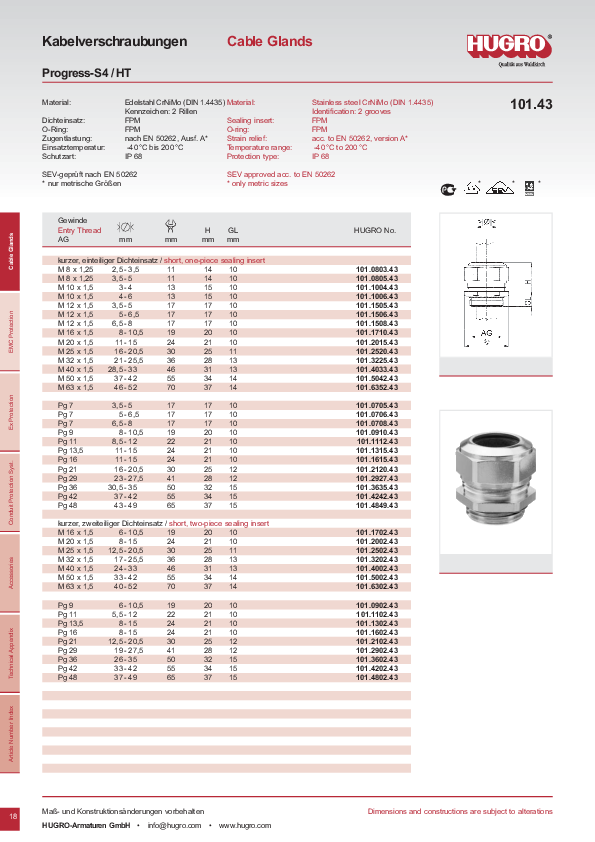 Kabelverschraubungen Cable Glands
HUGRO®
Qualität aus Waldkirch
Progress-S4 / HT
101.43
Material: Edelstahl CrNiMo (DIN 1.4435) Material: Stainless steel CrNiMo (DIN 1.4435)
Kennzeichen: 2 Rillen Identification: 2 grooves
Dichteinsatz: FPM Sealing insert: FPM
O-Ring: FPM O-ring: FPM
Zugentlastung: nach EN 50262, Ausf. A* Strain relief: acc. to EN 50262, version A*
Einsatztemperatur: -40°C bis 200°C Temperature range: -40°C to 200°C
Schutzart: IP 68 Protection type: IP 68
SEV-geprüft nach EN 50262 SEV approved acc. to EN 50262
* nur metrische Größen * only metric sizes
Gewinde
Entry Thread H GL HUGRO No.
AG mm mm mm mm
kurzer, einteiliger Dichteinsatz / short, one-piece sealing insert
M 8 x 1,25 2,5 - 3,5 11 14 10 101.0803.43
M 8 x 1,25 3,5 - 5 11 14 10 101.0805.43
M 10 x 1,5 3 - 4 13 15 10 101.1004.43
M 10 x 1,5 4 - 6 13 15 10 101.1006.43
M 12 x 1,5 3,5 - 5 17 17 10 101.1505.43
M 12 x 1,5 5 - 6,5 17 17 10 101.1506.43
M 12 x 1,5 6,5 - 8 17 17 10 101.1508.43
M 16 x 1,5 8 - 10,5 19 20 10 101.1710.43
M 20 x 1,5 11 - 15 24 21 10 101.2015.43
M 25 x 1,5 16 - 20,5 30 25 11 101.2520.43
M 32 x 1,5 21 - 25,5 36 28 13 101.3225.43
M 40 x 1,5 28,5 - 33 46 31 13 101.4033.43
M 50 x 1,5 37 - 42 55 34 14 101.5042.43
M 63 x 1,5 46 - 52 70 37 14 101.6352.43
Pg 7 3,5 - 5 17 17 10 101.0705.43
Pg 7 5 - 6,5 17 17 10 101.0706.43
Pg 7 6,5 - 8 17 17 10 101.0708.43
Pg 9 8 - 10,5 19 20 10 101.0910.43
Pg 11 8,5 - 12 22 21 10 101.1112.43
Pg 13,5 11 - 15 24 21 10 101.1315.43
Pg 16 11 - 15 24 21 10 101.1615.43
Pg 21 16 - 20,5 30 25 12 101.2120.43
Pg 29 23 - 27,5 41 28 12 101.2927.43
Pg 36 30,5 - 35 50 32 15 101.3635.43
Pg 42 37 - 42 55 34 15 101.4242.43
Pg 48 43 - 49 65 37 15 101.4849.43
kurzer, zweiteiliger Dichteinsatz / short, two-piece sealing insert
M 16 x 1,5 6 - 10,5 19 20 10 101.1702.43
M 20 x 1,5 8 - 15 24 21 10 101.2002.43
M 25 x 1,5 12,5 - 20,5 30 25 11 101.2502.43
M 32 x 1,5 17 - 25,5 36 28 13 101.3202.43
M 40 x 1,5 24 - 33 46 31 13 101.4002.43
M 50 x 1,5 33 - 42 55 34 14 101.5002.43
M 63 x 1,5 40 - 52 70 37 14 101.6302.43
Pg 9 6 - 10,5 19 20 10 101.0902.43
Pg 11 5,5 - 12 22 21 10 101.1102.43
Pg 13,5 8 - 15 24 21 10 101.1302.43
Pg 16 8 - 15 24 21 10 101.1602.43
Pg 21 12,5 - 20,5 30 25 12 101.2102.43
Pg 29 19 - 27,5 41 28 12 101.2902.43
Pg 36 26 - 35 50 32 15 101.3602.43
Pg 42 33 - 42 55 34 15 101.4202.43
Pg 48 37 - 49 65 37 15 101.4802.43
H
GL
AG
Cable Glands
EMC Protection
Ex Protection
Conduit Protection Syst.
Accessories
Technical Appendix
Article Number Index
18
Maß- und Konstruktionsänderungen vorbehalten Dimensions and constructions are subject to alterations
HUGRO-Armaturen GmbH • info@hugro.com • www.hugro.com